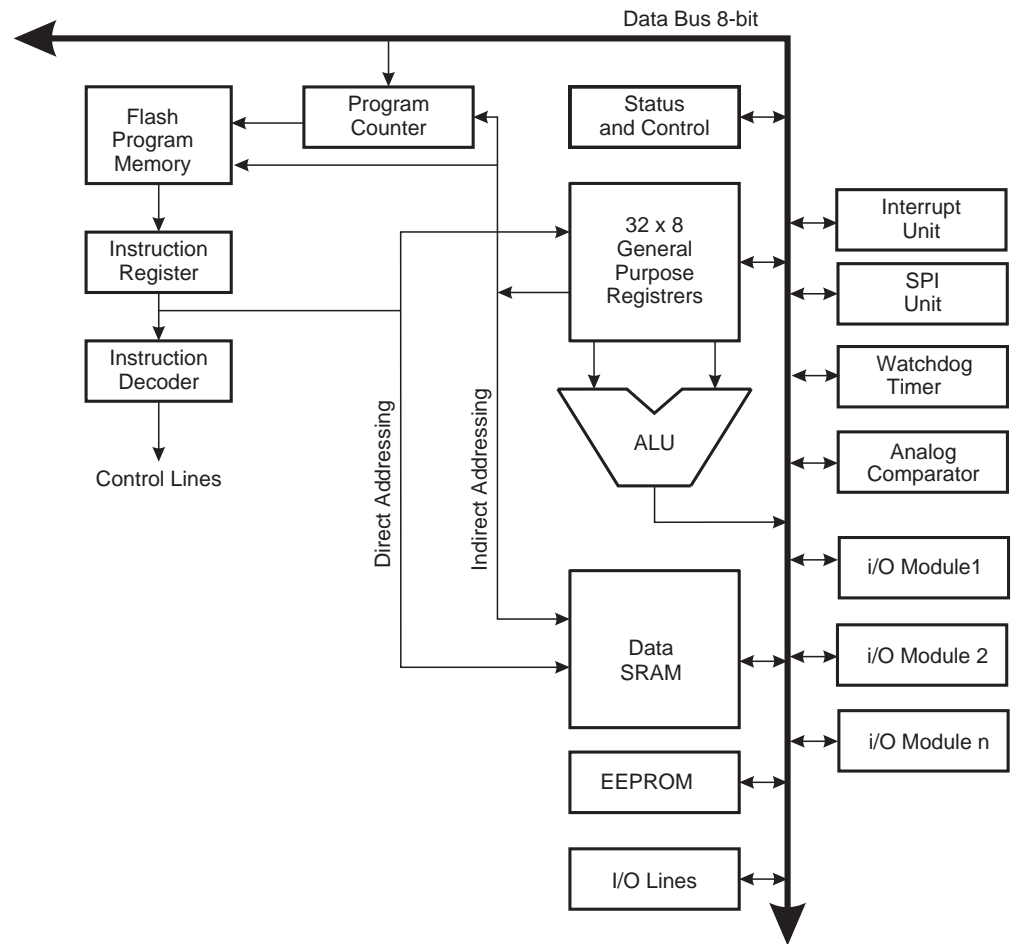 Data Bus 8-bit
Flash
Program
Memory
Program
Counter
Status
and Control
32 x 8
General
Purpose
Registrers
Interrupt
Unit
Instruction
Register
SPI
Unit
Instruction
Decoder
Watchdog
Timer
Control Lines
Direct Addressing
Indirect Addressing
ALU
Analog
Comparator
i/O Module1
Data
SRAM
i/O Module 2
i/O Module n
EEPROM
I/O Lines